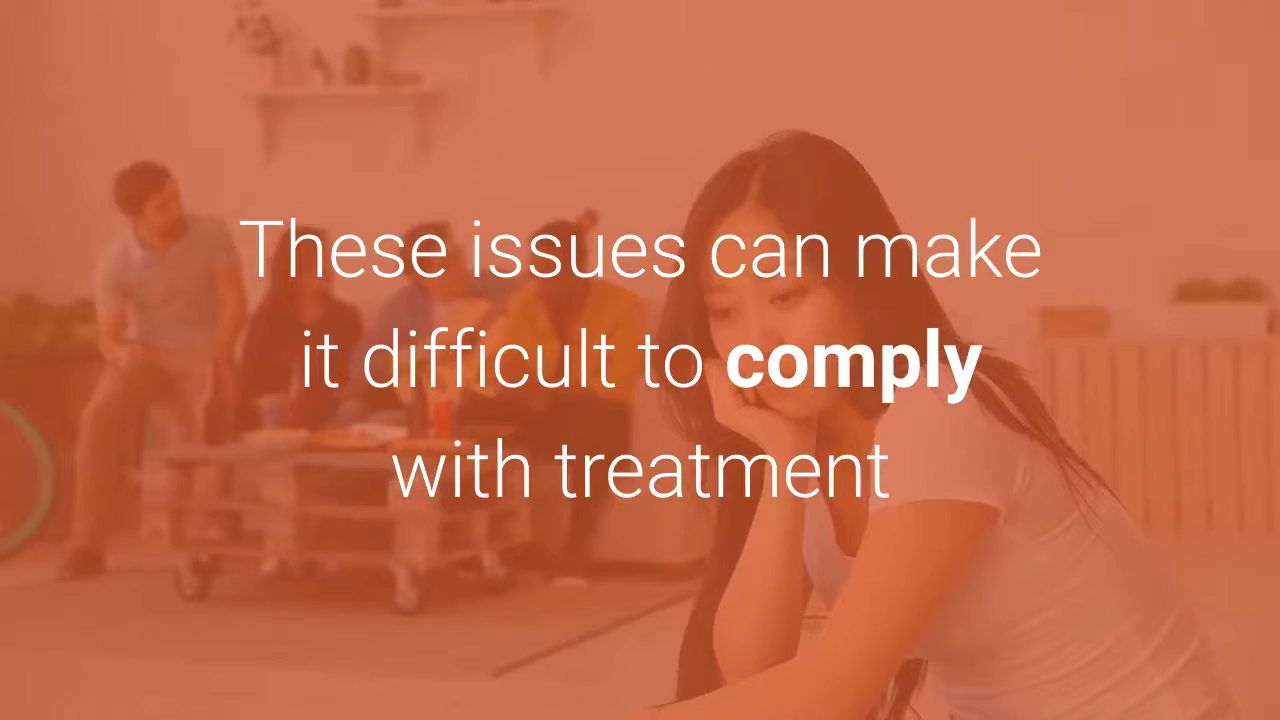 These issues can make
it difficult to comply
with treatment